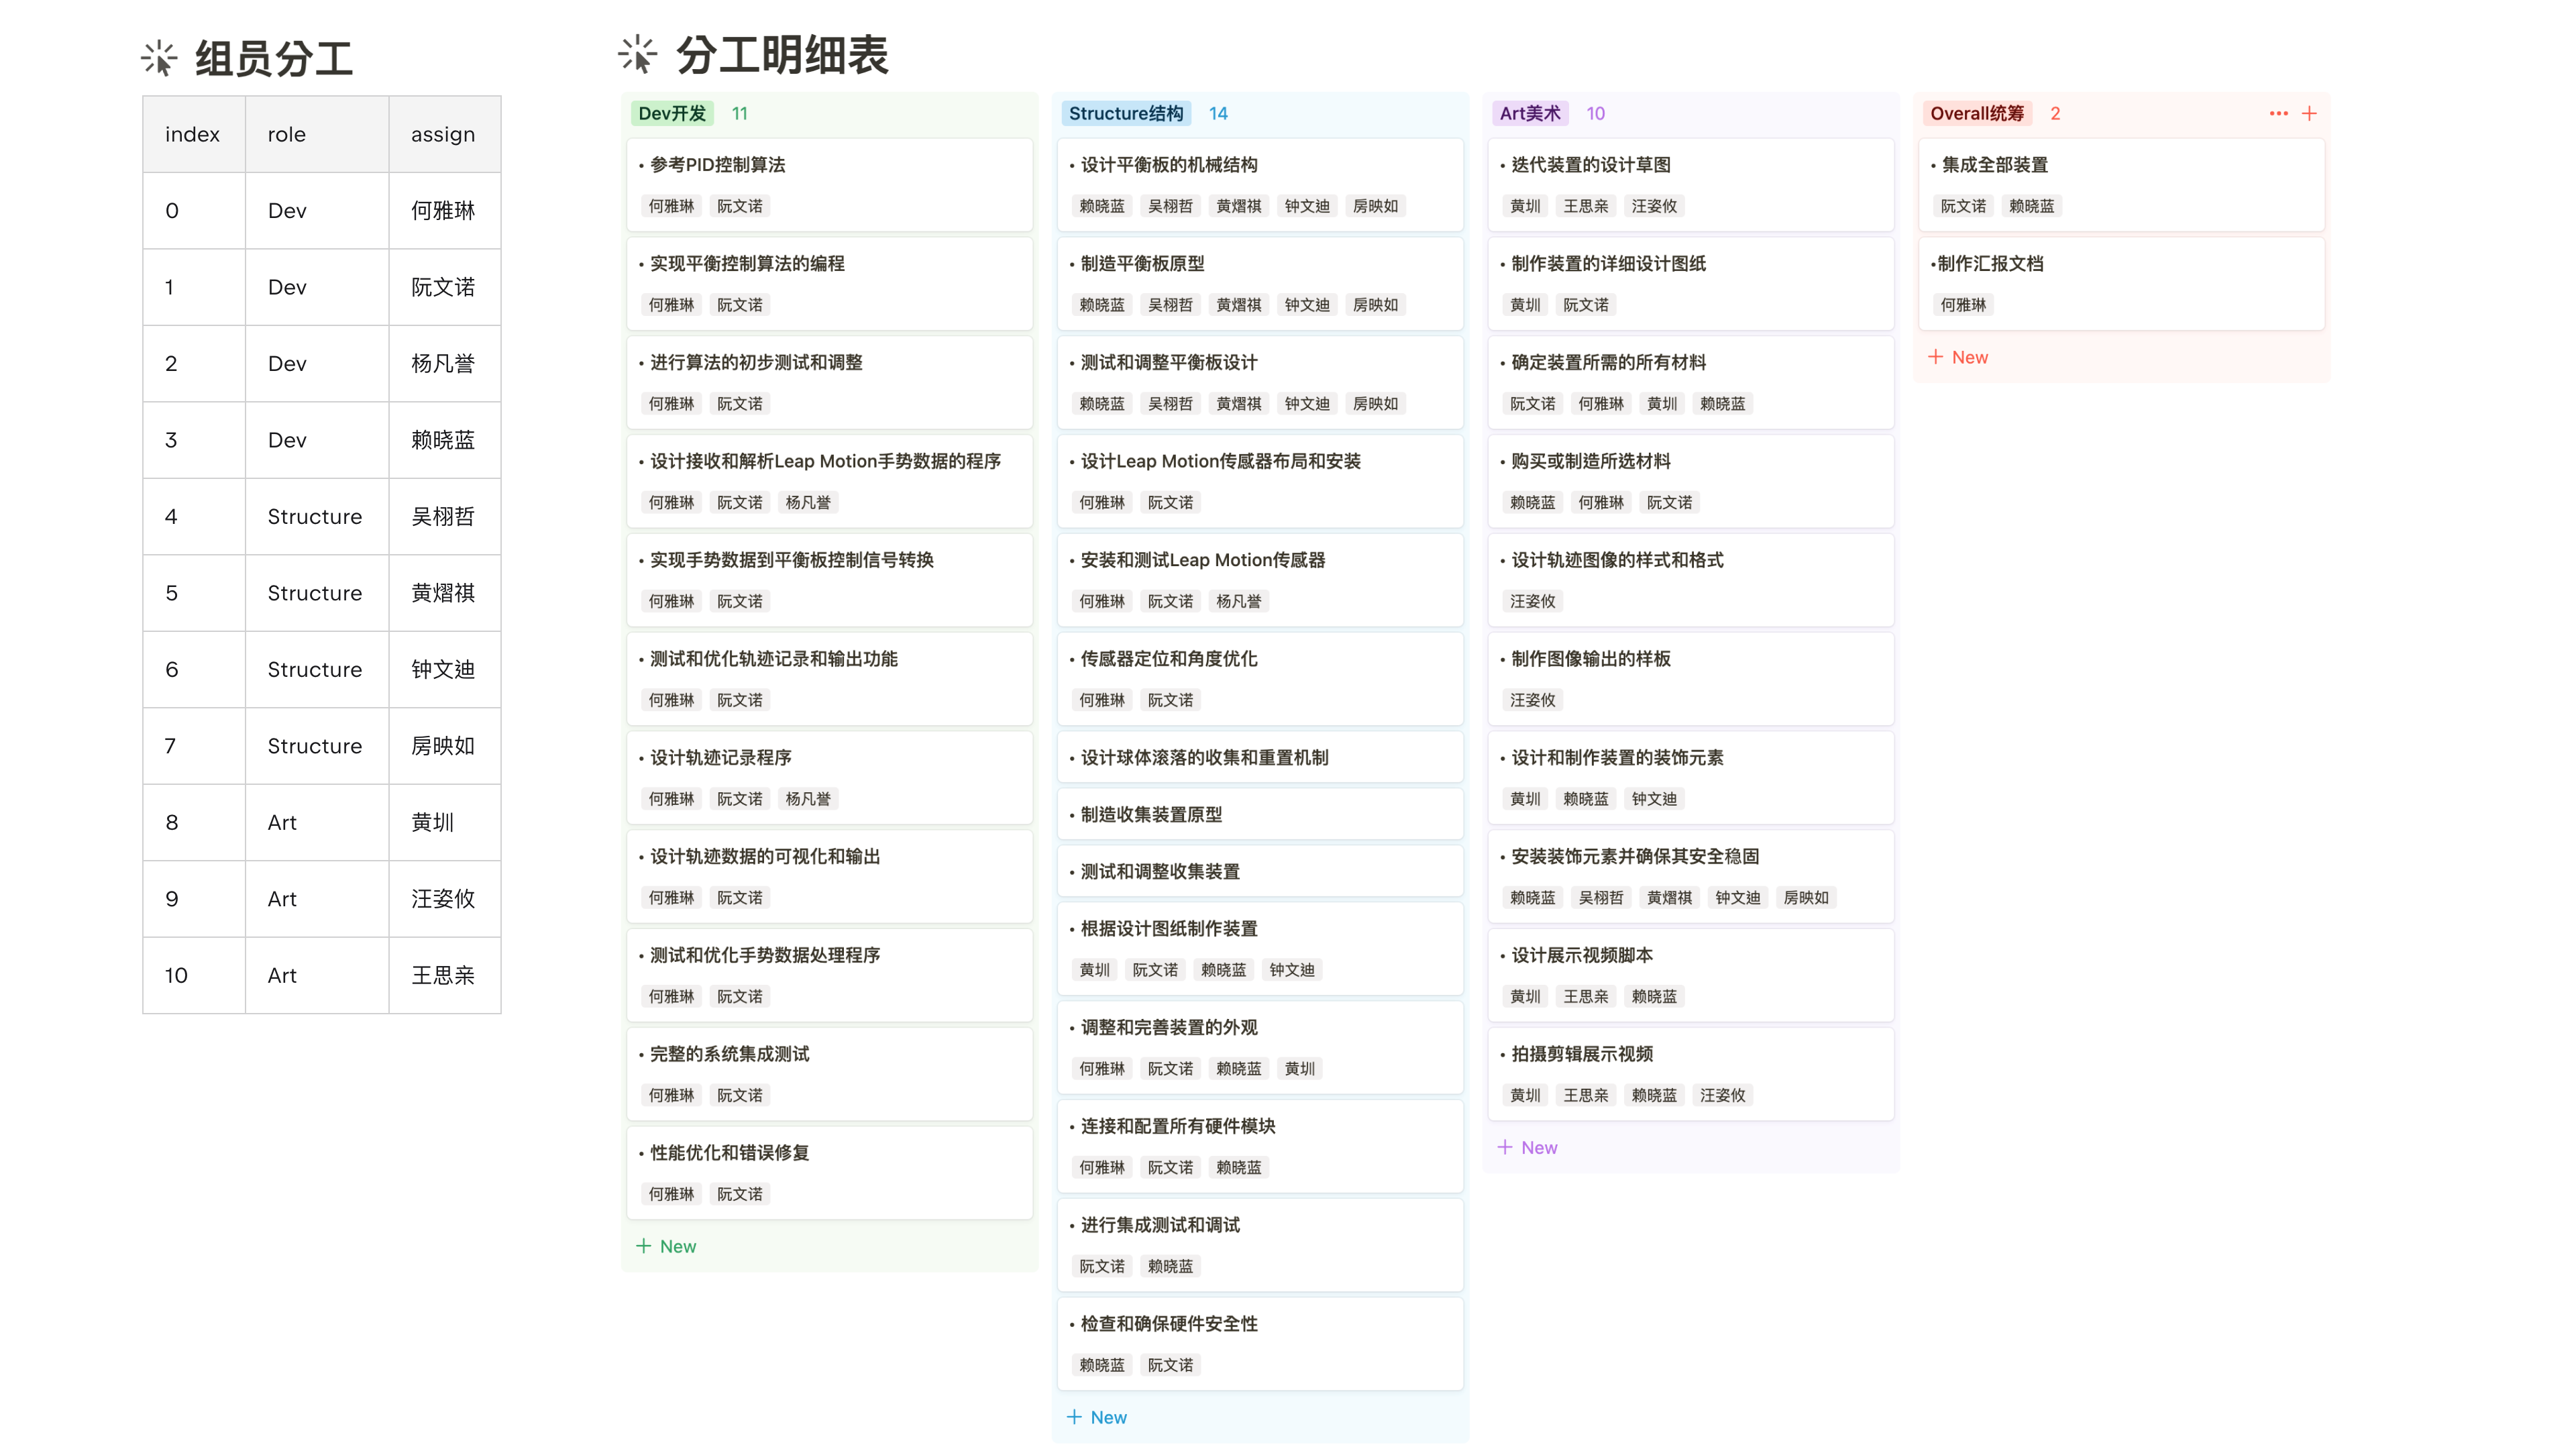 组员分工
index role assign
0 Dev 何雅琳
1 Dev 阮文诺
2 Dev 杨凡誉
3 Dev 赖晓蓝
4 Structure 吴栩哲
5 Structure 黄熠祺
6 Structure 钟文迪
7 Structure 房映如
8 Art 黄圳
9 Art 汪姿攸
10 Art 王思亲
分工明细表
Dev开发 11
• 参考PID控制算法
何雅琳 阮文诺
• 实现平衡控制算法的编程
何雅琳 阮文诺
• 进行算法的初步测试和调整
何雅琳 阮文诺
• 设计接收和解析Leap Motion手势数据的程序
何雅琳 阮文诺 杨凡誉
• 实现手势数据到平衡板控制信号转换
何雅琳 阮文诺
• 测试和优化轨迹记录和输出功能
何雅琳 阮文诺
• 设计轨迹记录程序
何雅琳 阮文诺 杨凡誉
• 设计轨迹数据的可视化和输出
何雅琳 阮文诺
• 测试和优化手势数据处理程序
何雅琳 阮文诺
• 完整的系统集成测试
何雅琳 阮文诺
• 性能优化和错误修复
何雅琳 阮文诺
+ New
Structure结构 14
• 设计平衡板的机械结构
赖晓蓝 吴栩哲 黄熠祺 钟文迪 房映如
• 制造平衡板原型
赖晓蓝 吴栩哲 黄熠祺 钟文迪 房映如
• 测试和调整平衡板设计
赖晓蓝 吴栩哲 黄熠祺 钟文迪 房映如
• 设计Leap Motion传感器布局和安装
何雅琳 阮文诺
• 安装和测试Leap Motion传感器
何雅琳 阮文诺 杨凡誉
• 传感器定位和角度优化
何雅琳 阮文诺
• 设计球体滚落的收集和重置机制
• 制造收集装置原型
• 测试和调整收集装置
• 根据设计图纸制作装置
黄圳 阮文诺 赖晓蓝 钟文迪
• 调整和完善装置的外观
何雅琳 阮文诺 赖晓蓝 黄圳
• 连接和配置所有硬件模块
何雅琳 阮文诺 赖晓蓝
• 进行集成测试和调试
阮文诺 赖晓蓝
• 检查和确保硬件安全性
赖晓蓝 阮文诺
+ New
Art美术 10
• 迭代装置的设计草图
黄圳 王思亲 汪姿攸
• 制作装置的详细设计图纸
黄圳 阮文诺
• 确定装置所需的所有材料
阮文诺 何雅琳 黄圳 赖晓蓝
• 购买或制造所选材料
赖晓蓝 何雅琳 阮文诺
• 设计轨迹图像的样式和格式
汪姿攸
• 制作图像输出的样板
汪姿攸
• 设计和制作装置的装饰元素
黄圳 赖晓蓝 钟文迪
• 安装装饰元素并确保其安全稳固
赖晓蓝 吴栩哲 黄熠祺 钟文迪 房映如
• 设计展示视频脚本
黄圳 王思亲 赖晓蓝
• 拍摄剪辑展示视频
黄圳 王思亲 赖晓蓝 汪姿攸
+ New
Overall统筹 2 ••• +
• 集成全部装置
阮文诺 赖晓蓝
•制作汇报文档
何雅琳
+ New